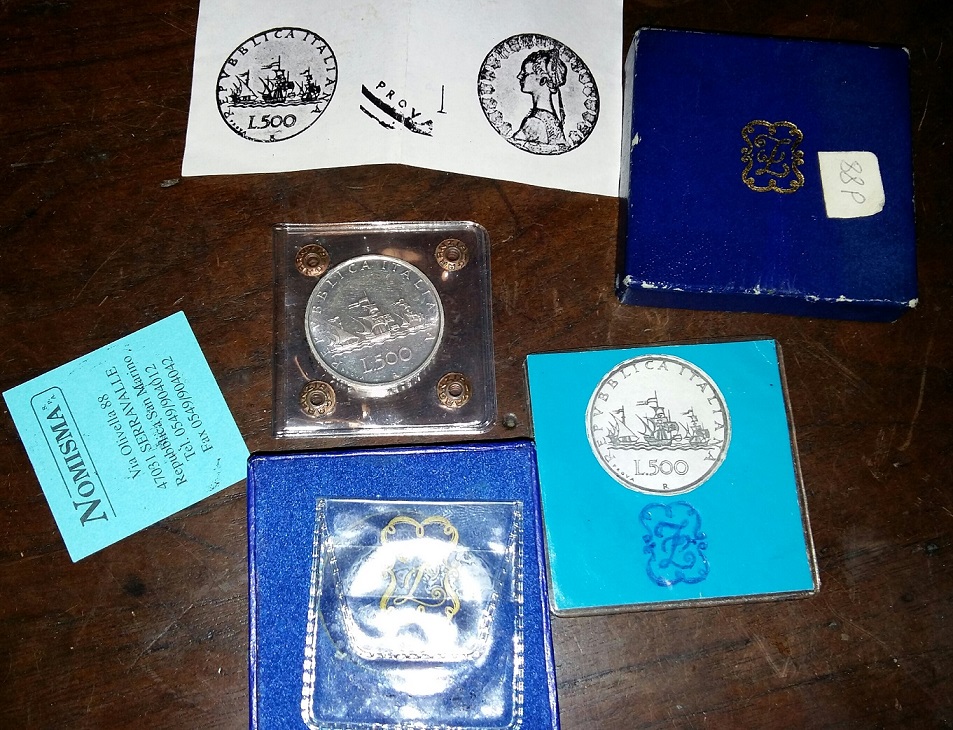 REPVBBLICA ITALIANA
L.500
R
PROVA
88P
REPVBBLICA ITALIANA
L.500
NOMISMA
Via Olivella 88
47031 SERRAVALLE
Repubblica San Marino
Tel. 0549/904012
Fax 0549/904042
REPVBBLICA ITALIANA
L.500
R